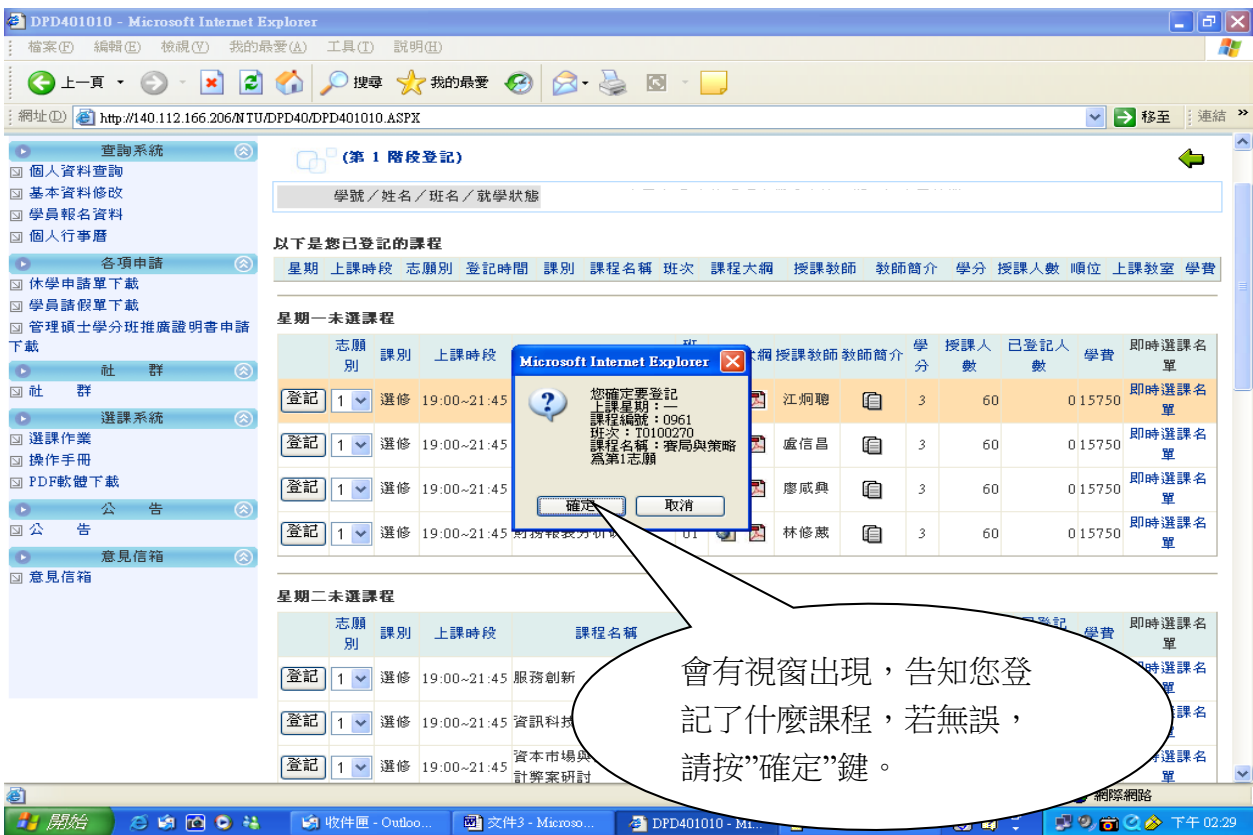 DPD401010 - Microsoft Internet Explorer
檔案(F) 編輯(E) 檢視(V) 我的最愛(A) 工具(T) 說明(H)
上一頁 搜尋 我的最愛
網址(D) http://140.112.166.206/NTU/DPD40/DPD401010.ASPX 移至 連結 »
查詢系統
個人資料查詢
基本資料修改
學員報名資料
個人行事曆
各項申請
休學申請單下載
學員請假單下載
管理碩士學分班推廣證明書申請
下載
社 群
社 群
選課系統
選課作業
操作手冊
PDF軟體下載
公 告
公 告
意見信箱
意見信箱
(第 1 階段登記)
學號／姓名／班名／就學狀態
以下是您已登記的課程
星期 上課時段 志願別 登記時間 課別 課程名稱 班次 課程大綱 授課教師 教師簡介 學分 授課人數 順位 上課教室 學費
星期一未選課程
志願別 課別 上課時段 大綱 授課教師 教師簡介 學分 授課人數 已登記人數 學費 即時選課名單
登記 1 選修 19:00~21:45 江炯聰 3 60 0 15750 即時選課名單
登記 1 選修 19:00~21:45 盧信昌 3 60 0 15750 即時選課名單
登記 1 選修 19:00~21:45 廖咸興 3 60 0 15750 即時選課名單
登記 1 選修 19:00~21:45 財務報表分析 01 林修葳 3 60 0 15750 即時選課名單
Microsoft Internet Explorer
您確定要登記
上課星期：一
課程編號：0961
班次：T0100270
課程名稱：賽局與策略
為第1志願
確定 取消
星期二未選課程
志願別 課別 上課時段 課程名稱 學費 即時選課名單
登記 1 選修 19:00~21:45 服務創新
登記 1 選修 19:00~21:45 資訊科技
登記 1 選修 19:00~21:45 資本市場與
計弊案研討
會有視窗出現，告知您登
記了什麼課程，若無誤，
請按”確定”鍵。
網際網路
開始 收件匣 - Outloo... 文件3 - Microso... DPD401010 - Mi... 下午 02:29